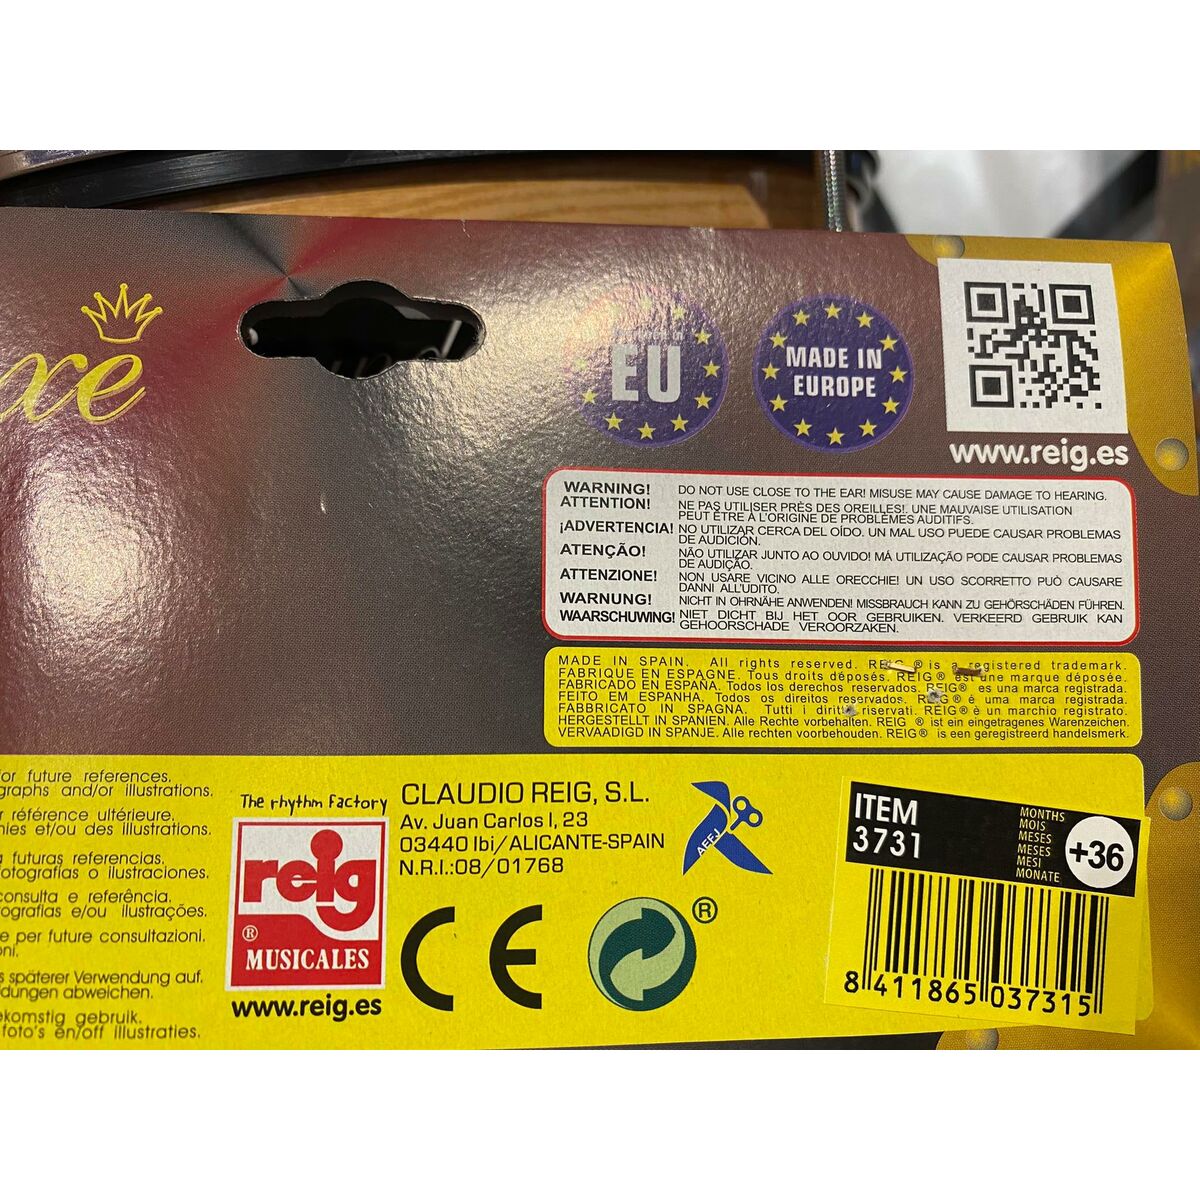 xe
EU
MADE IN
EUROPE
www.reig.es
WARNING! DO NOT USE CLOSE TO THE EAR! MISUSE MAY CAUSE DAMAGE TO HEARING.
ATTENTION! NE PAS UTILISER PRÈS DES OREILLES!. UNE MAUVAISE UTILISATION
PEUT ÊTRE À L'ORIGINE DE PROBLÈMES AUDITIFS.
¡ADVERTENCIA! NO UTILIZAR CERCA DEL OÍDO. UN MAL USO PUEDE CAUSAR PROBLEMAS
DE AUDICIÓN.
ATENÇÃO! NÃO UTILIZAR JUNTO AO OUVIDO! MÁ UTILIZAÇÃO PODE CAUSAR PROBLEMAS
DE AUDIÇÃO.
ATTENZIONE! NON USARE VICINO ALLE ORECCHIE! UN USO SCORRETTO PUÒ CAUSARE
DANNI ALL'UDITO.
WARNUNG! NICHT IN OHRNÄHE ANWENDEN! MISSBRAUCH KANN ZU GEHÖRSCHÄDEN FÜHREN.
WAARSCHUWING! NIET DICHT BIJ HET OOR GEBRUIKEN. VERKEERD GEBRUIK KAN
GEHOORSCHADE VEROORZAKEN.
MADE IN SPAIN. All rights reserved. REIG ® is a registered trademark.
FABRIQUE EN ESPAGNE. Tous droits déposés. REIG ® est une marque déposée.
FABRICADO EN ESPAÑA. Todos los derechos reservados. REIG® es una marca registrada.
FEITO EM ESPANHA. Todos os direitos reservados. REIG ® é uma marca registrada.
FABBRICATO IN SPAGNA. Tutti i diritti riservati. REIG ® è un marchio registrato.
HERGESTELLT IN SPANIEN. Alle Rechte vorbehalten. REIG ® ist ein eingetragenes Warenzeichen.
VERVAADIGD IN SPANJE. Alle rechten voorbehouden. REIG® is een geregistreerd handelsmerk.
for future references.
graphs and/or illustrations.
r référence ultérieure.
nies et/ou des illustrations.
futuras referencias.
fotografías o ilustraciones.
consulta e referência.
ografias e/ou ilustrações.
e per future consultazioni.
oni.
s späterer Verwendung auf.
dungen abweichen.
ekomstig gebruik.
foto's en/off illustraties.
The rhythm factory
reig
®
MUSICALES
www.reig.es
CLAUDIO REIG, S.L.
Av. Juan Carlos I, 23
03440 Ibi/ALICANTE-SPAIN
N.R.I.:08/01768
AEFJ
CE
®
ITEM
3731
MONTHS
MOIS
MESES
MESES
MESI
MONATE
+36
8 411865 037315